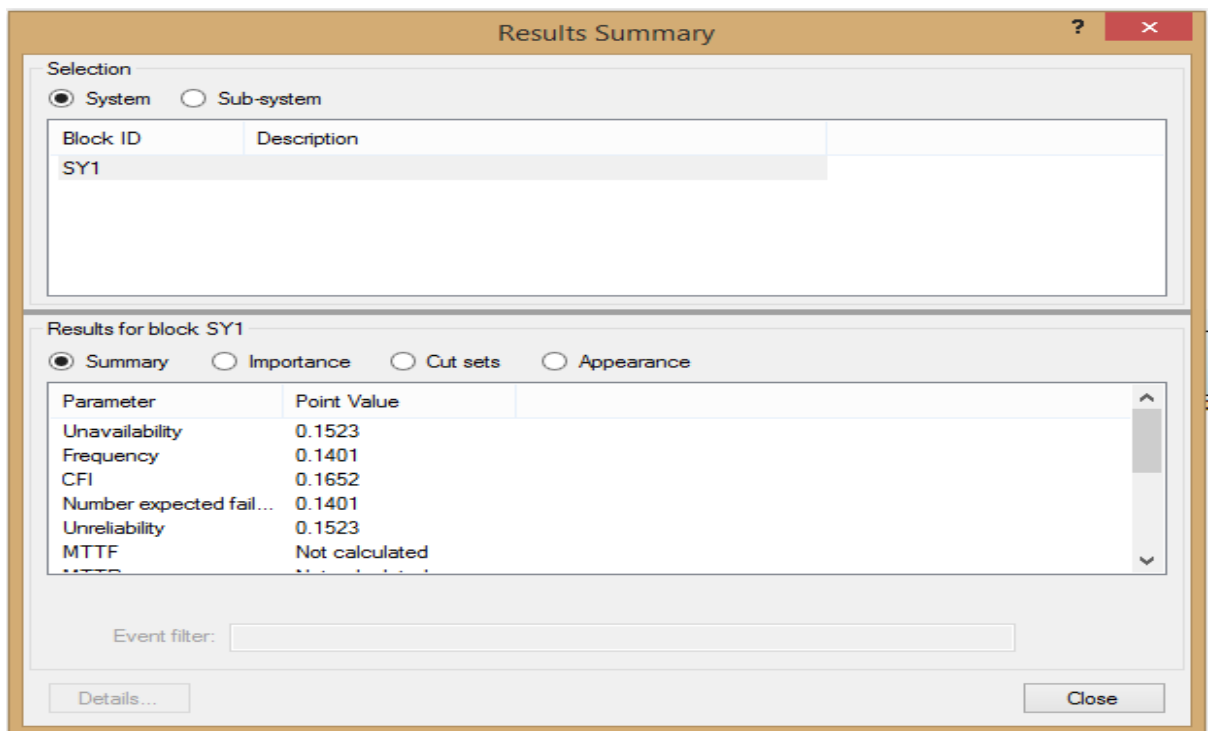 Results Summary ?
Selection
System Sub-system
Block ID Description
SY1
Results for block SY1
Summary Importance Cut sets Appearance
Parameter Point Value
Unavailability 0.1523
Frequency 0.1401
CFI 0.1652
Number expected fail... 0.1401
Unreliability 0.1523
MTTF Not calculated
Event filter:
Details...
Close